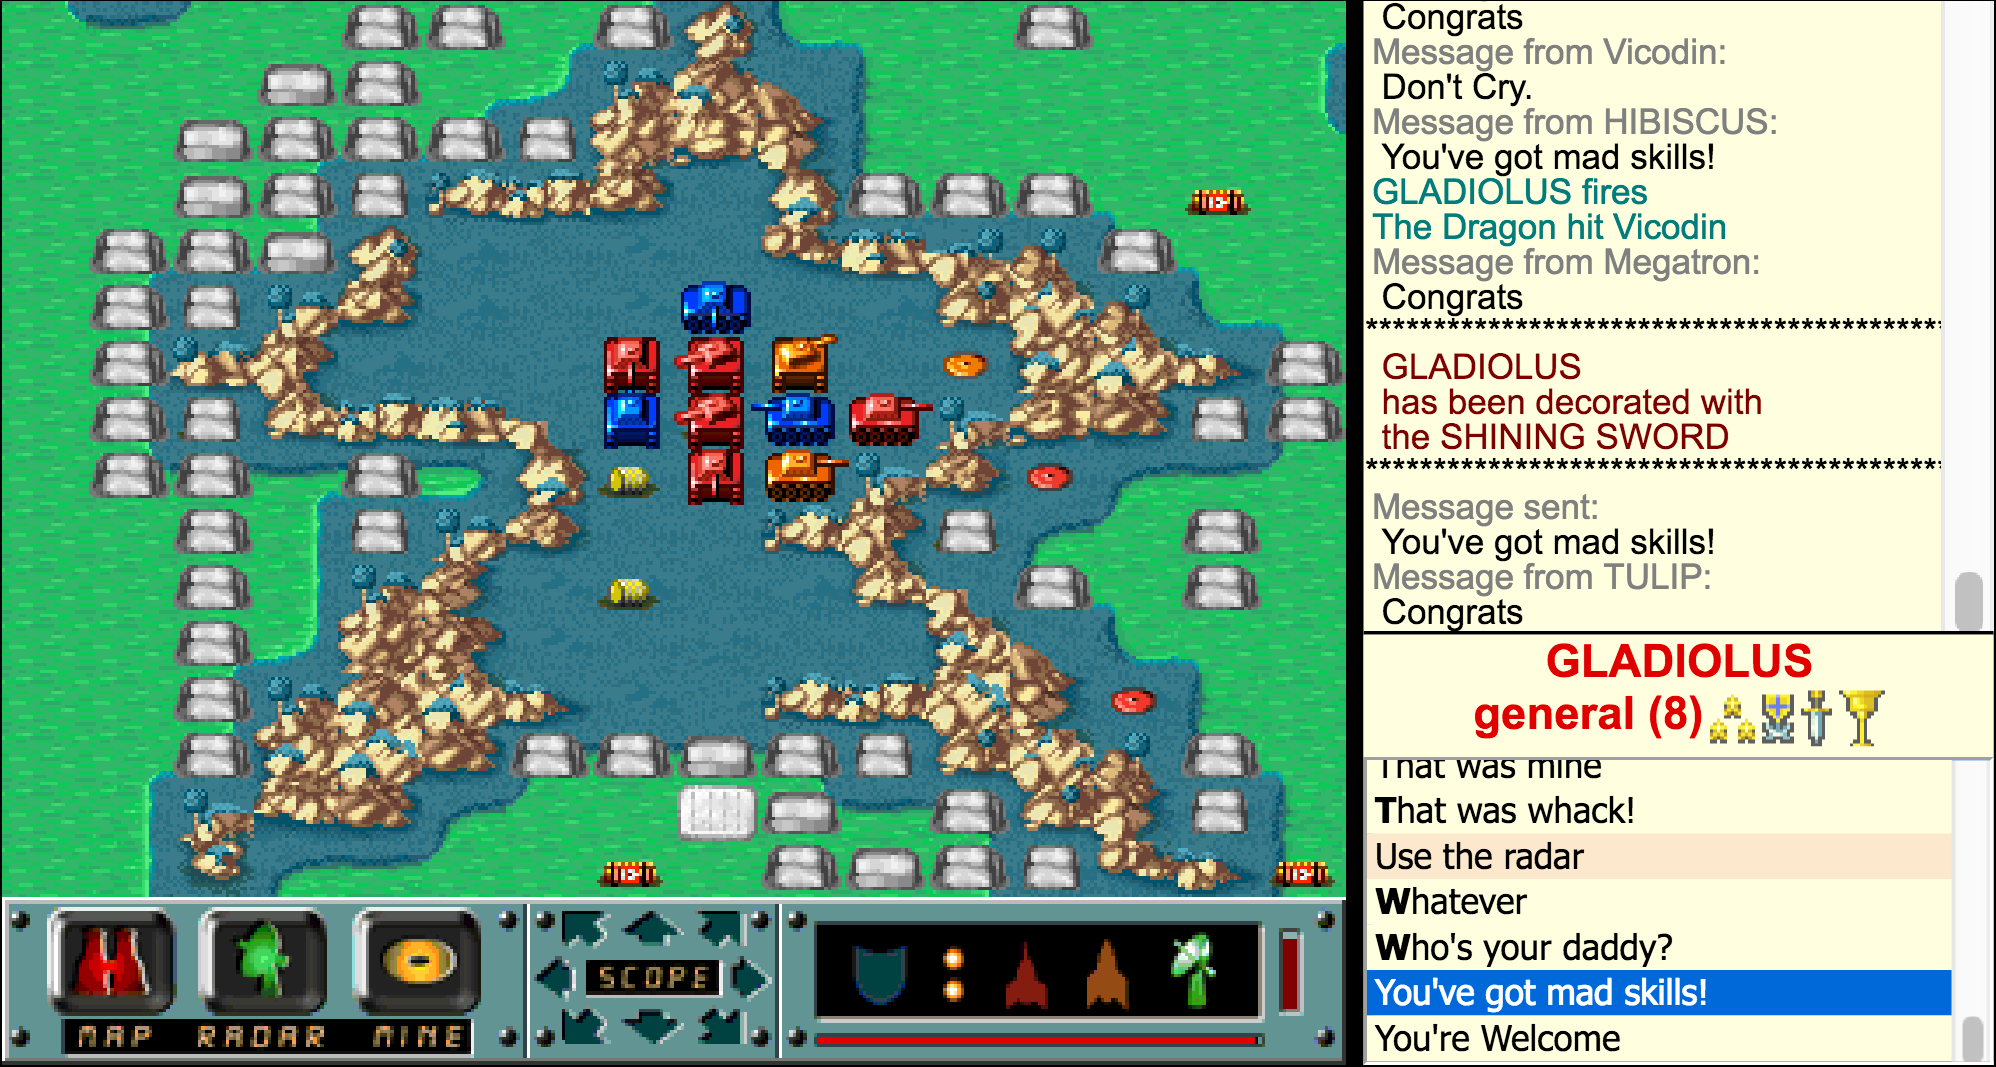 Congrats
Message from Vicodin:
Don't Cry.
Message from HIBISCUS:
You've got mad skills!
GLADIOLUS fires
The Dragon hit Vicodin
Message from Megatron:
Congrats
*******************************************
GLADIOLUS
has been decorated with
the SHINING SWORD
*******************************************
Message sent:
You've got mad skills!
Message from TULIP:
Congrats
GLADIOLUS
general (8)
That was mine
That was whack!
Use the radar
Whatever
Who's your daddy?
You've got mad skills!
You're Welcome
MAP RADAR MINE
SCOPE